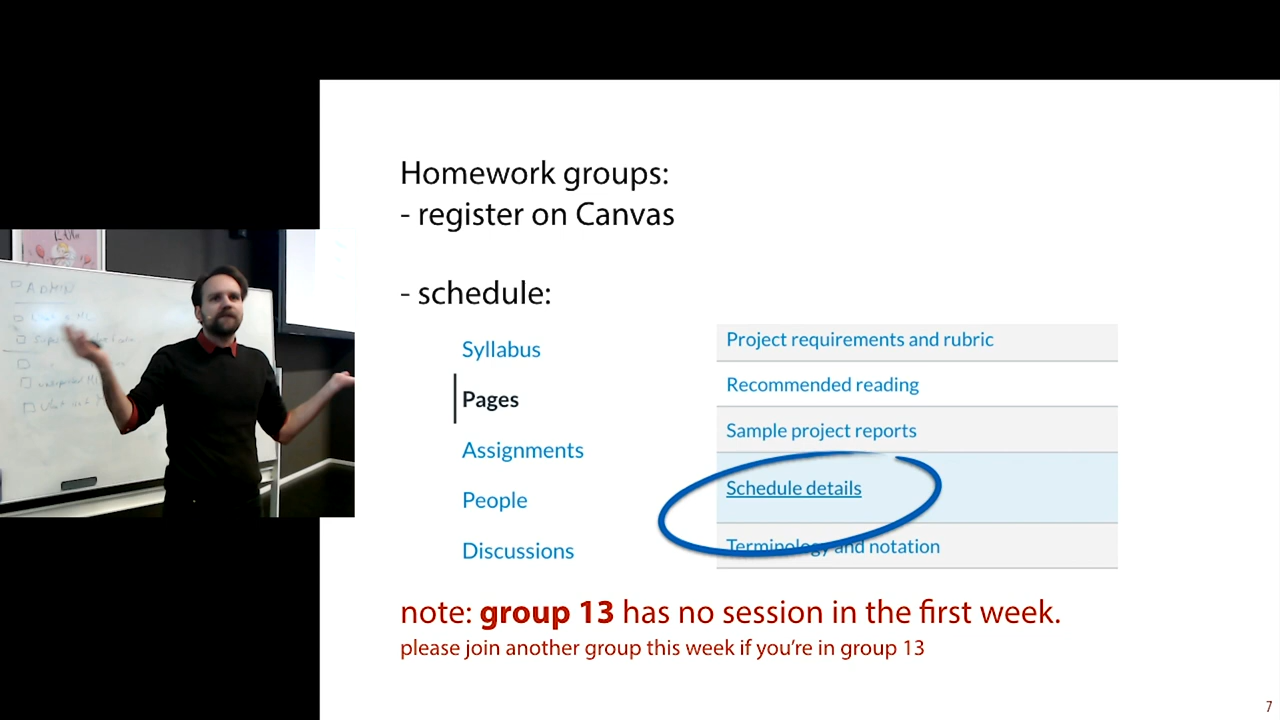 Homework groups:
- register on Canvas
- schedule:
Syllabus
Pages
Assignments
People
Discussions
Project requirements and rubric
Recommended reading
Sample project reports
Schedule details
Terminology and notation
note: group 13 has no session in the first week.
please join another group this week if you're in group 13
7
ADMIN